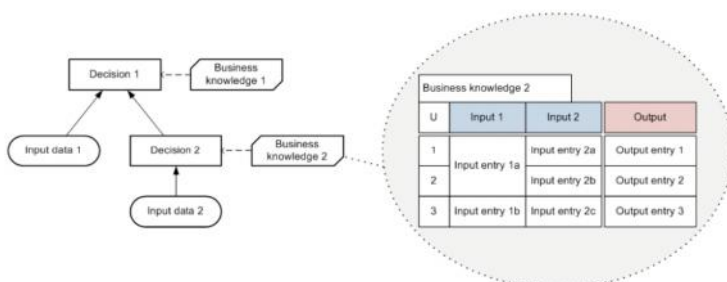 Decision 1
Business
knowledge 1
Input data 1
Decision 2
Business
knowledge 2
Input data 2
Business knowledge 2
U Input 1 Input 2 Output
1 Input entry 1a Input entry 2a Output entry 1
2 Input entry 2b Output entry 2
3 Input entry 1b Input entry 2c Output entry 3